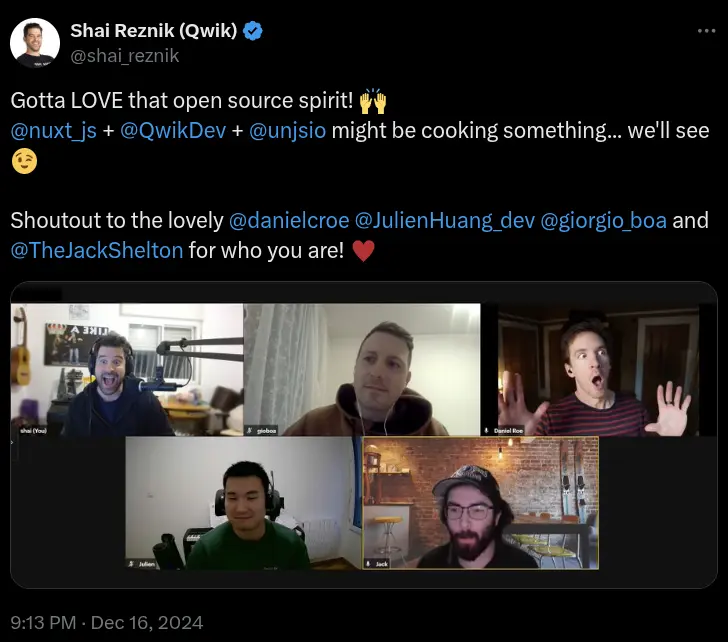 Shai Reznik (Qwik)
@shai_reznik
Gotta LOVE that open source spirit! 🙌
@nuxt_js + @QwikDev + @unjsio might be cooking something... we'll see
😉
Shoutout to the lovely @danielcroe @JulienHuang_dev @giorgio_boa and
@TheJackShelton for who you are! ♥️
LIKE A
shai (You)
gioboa
Daniel Roe
Julien
Jack
9:13 PM · Dec 16, 2024